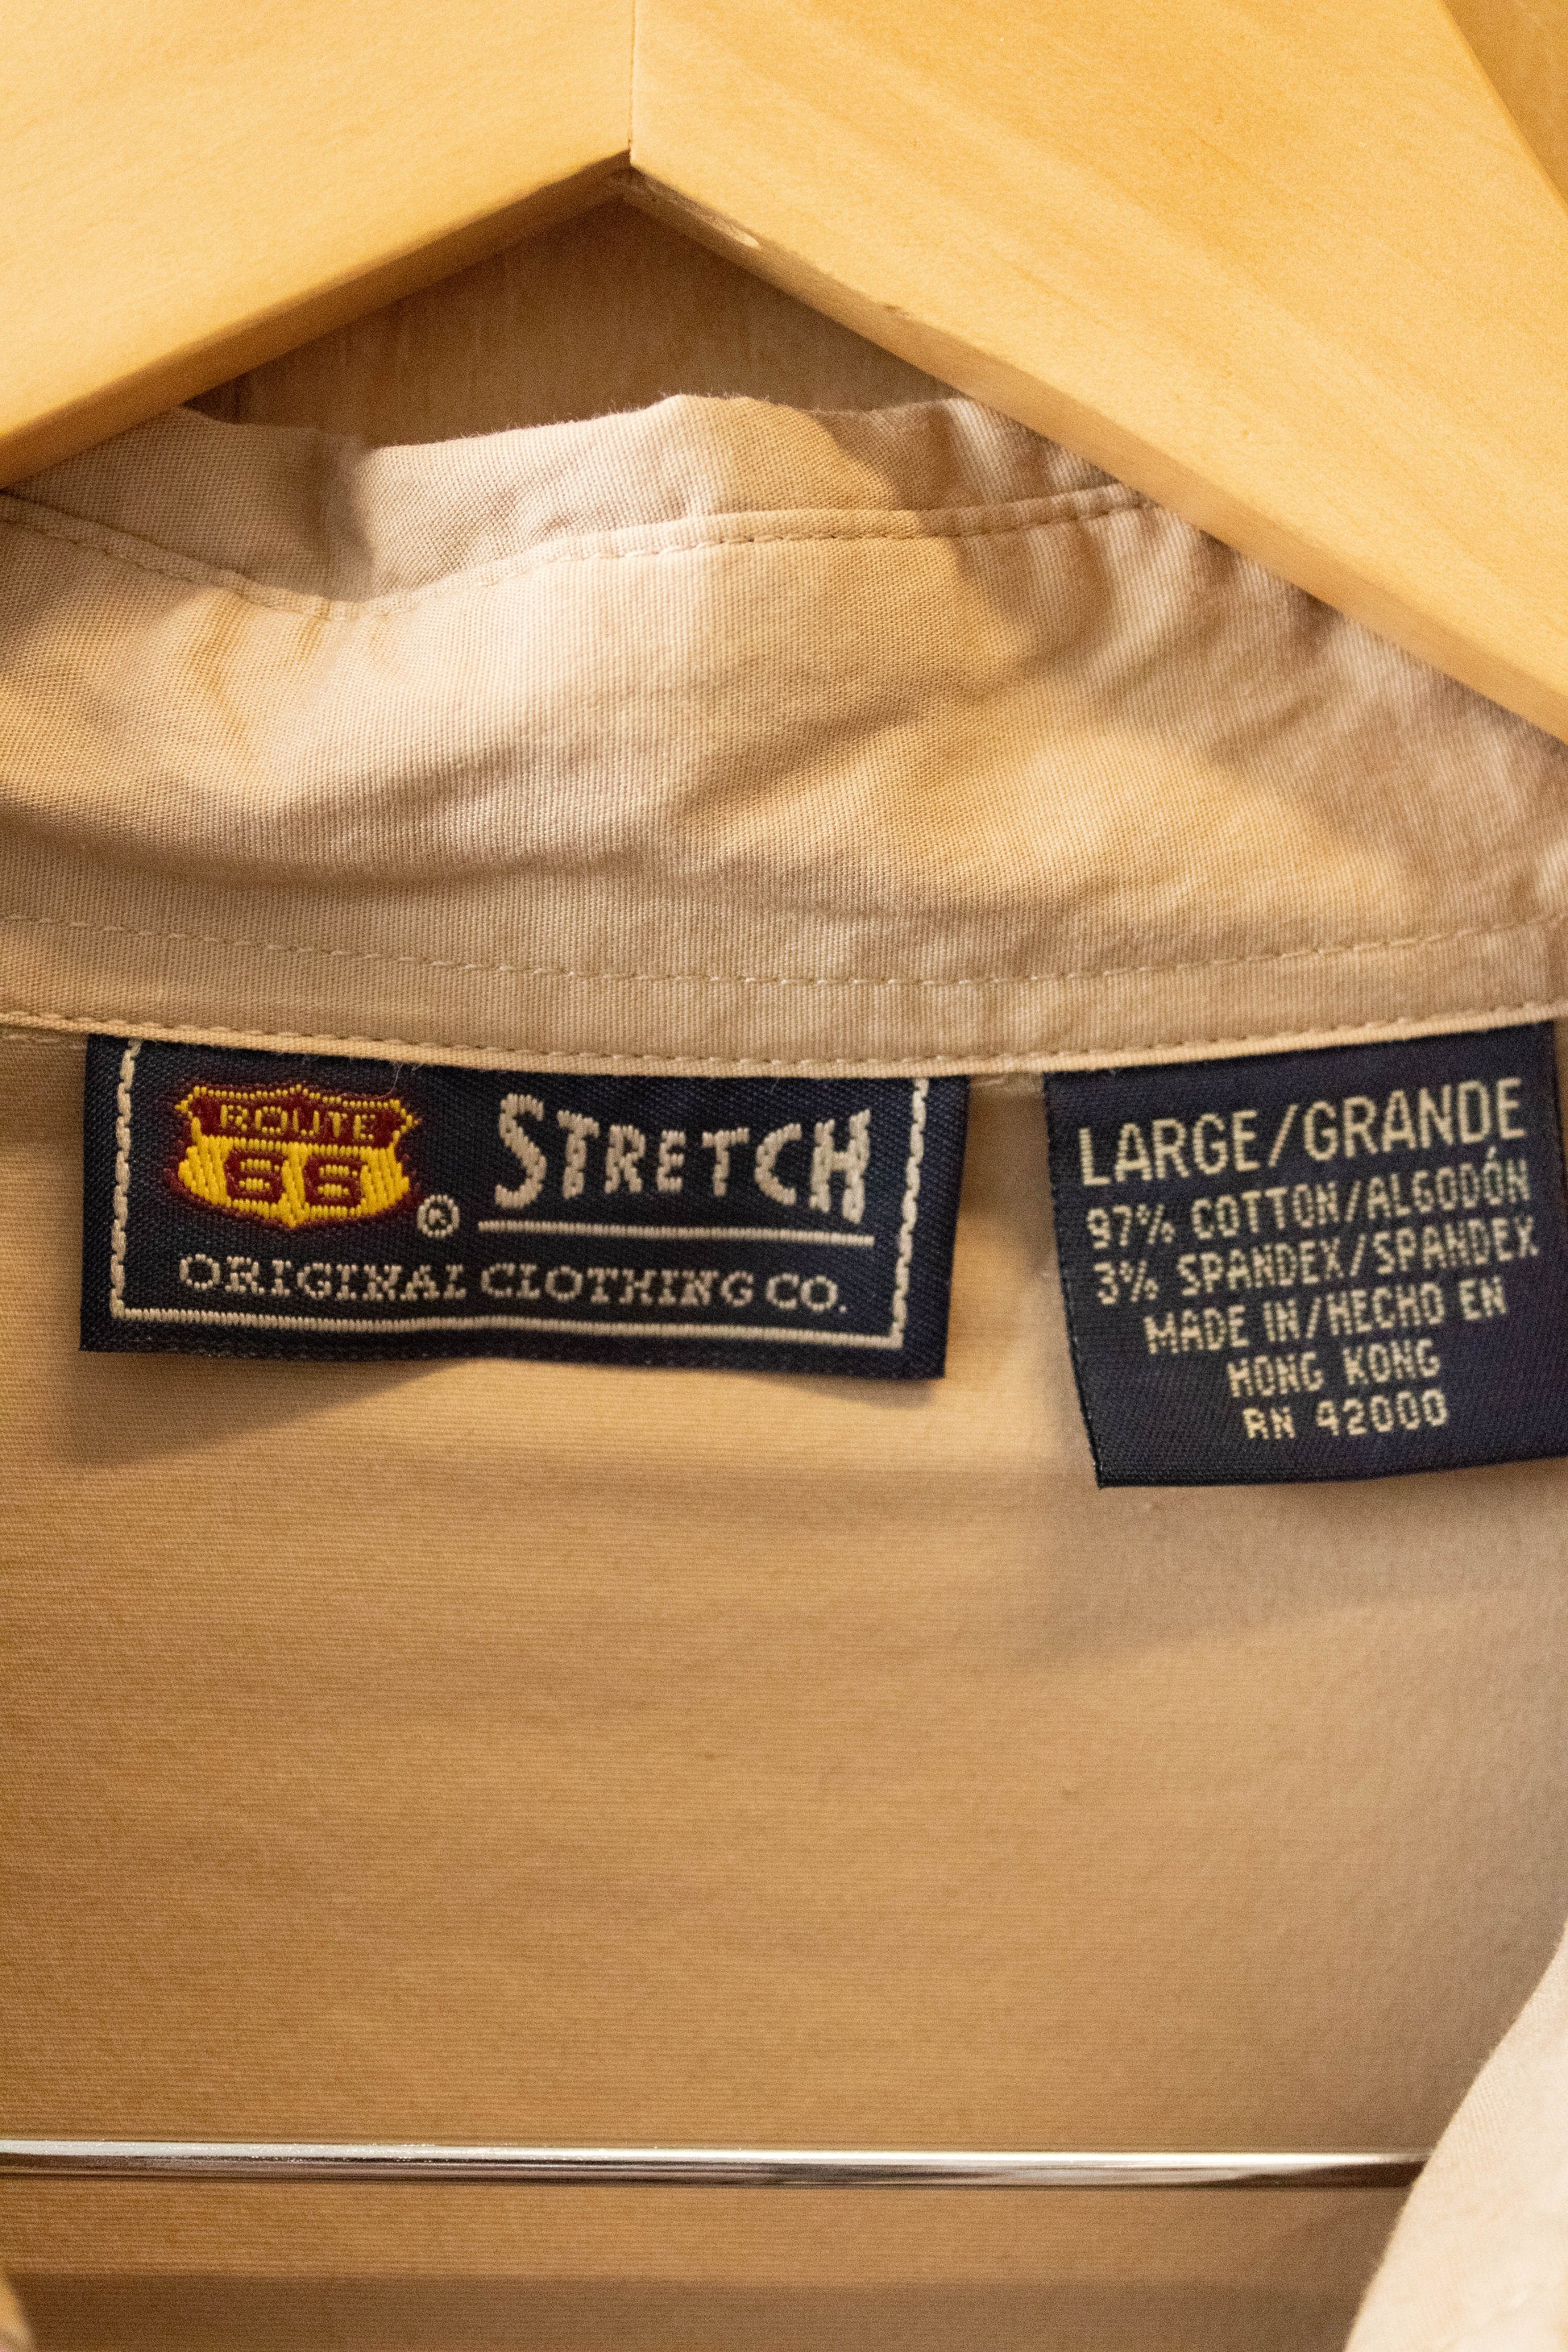 ROUTE
66
®
STRETCH
ORIGINAL CLOTHING CO.
LARGE/GRANDE
97% COTTON/ALGODÓN
3% SPANDEX/SPANDEX
MADE IN/HECHO EN
HONG KONG
RN 42000